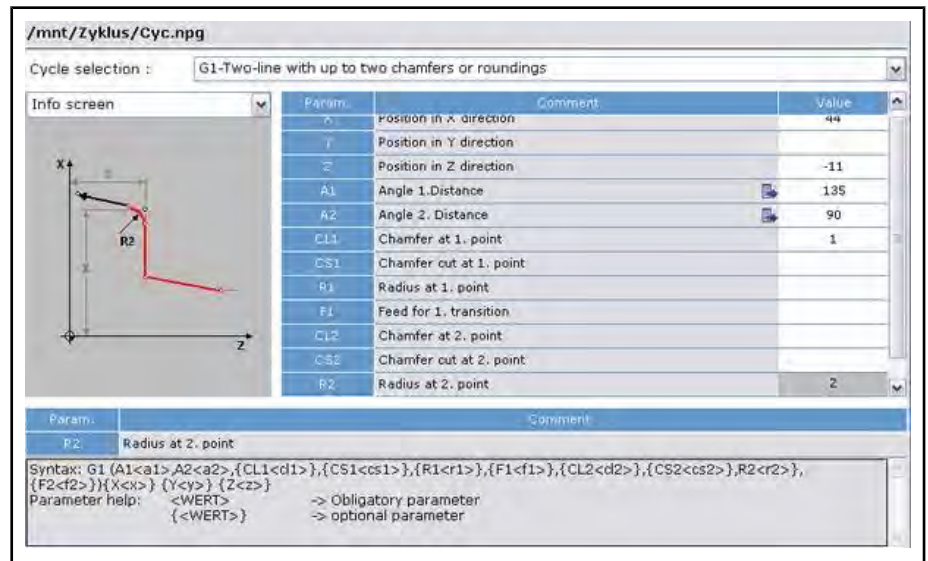 /mnt/Zyklus/Cyc.npg
Cycle selection : G1-Two-line with up to two chamfers or roundings
Info screen
Param. Comment Value
X Position in X direction 44
Y Position in Y direction
Z Position in Z direction -11
A1 Angle 1.Distance 135
A2 Angle 2. Distance 90
CL1 Chamfer at 1. point 1
CS1 Chamfer cut at 1. point
R1 Radius at 1. point
F1 Feed for 1. transition
CL2 Chamfer at 2. point
CS2 Chamfer cut at 2. point
R2 Radius at 2. point 2
X
Z
R2
X
Z
Param. Comment
R2 Radius at 2. point
Syntax: G1 (A1<a1>,A2<a2>,{CL1<cl1>},{CS1<cs1>},{R1<r1>},{F1<f1>},{CL2<cl2>},{CS2<cs2>},R2<r2>},
{F2<f2>}){X<x>} {Y<y>} {Z<z>}
Parameter help: <WERT> -> Obligatory parameter
{<WERT>} -> optional parameter